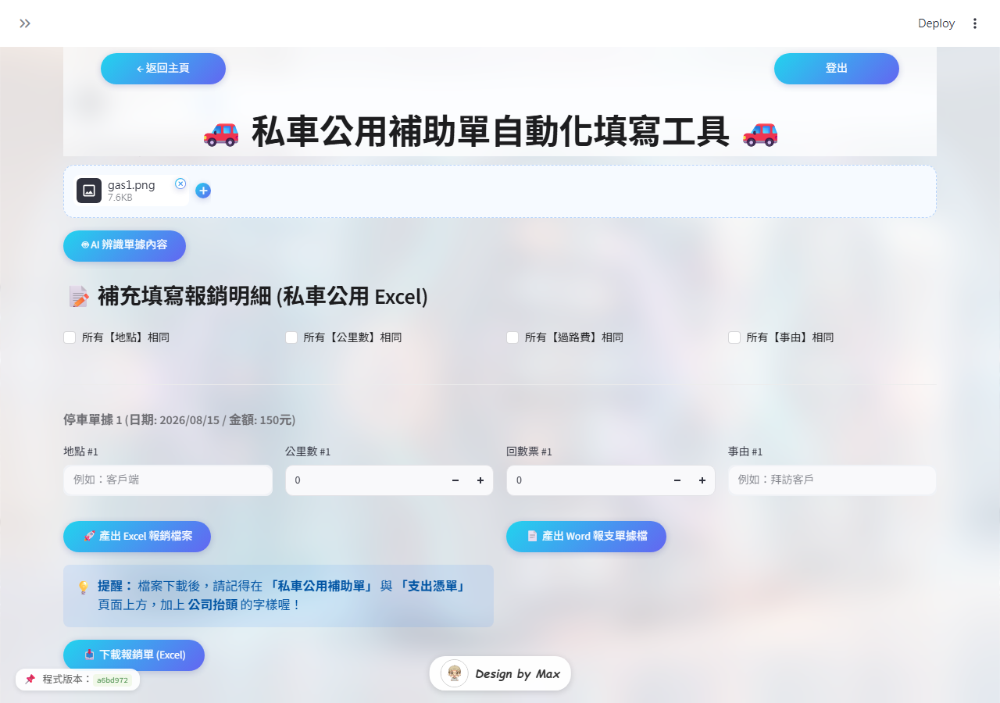 Deploy
←返回主頁
登出
私車公用補助單自動化填寫工具
gas1.png
7.6KB
AI 辨識單據內容
補充填寫報銷明細 (私車公用 Excel)
所有【地點】相同
所有【公里數】相同
所有【過路費】相同
所有【事由】相同
停車單據 1 (日期: 2026/08/15 / 金額: 150元)
地點 #1
公里數 #1
回數票 #1
事由 #1
例如：客戶端
0
0
例如：拜訪客戶
產出 Excel 報銷檔案
產出 Word 報支單據檔
提醒： 檔案下載後，請記得在 「私車公用補助單」 與 「支出憑單」
頁面上方，加上 公司抬頭 的字樣喔！
下載報銷單 (Excel)
Design by Max
程式版本： a6bd972